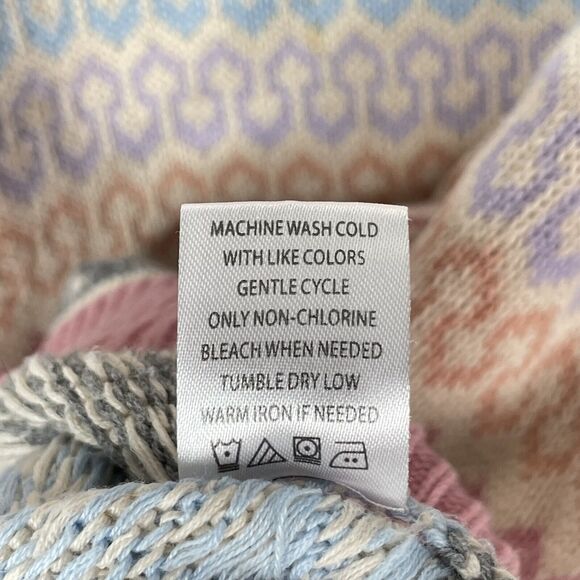 MACHINE WASH COLD
WITH LIKE COLORS
GENTLE CYCLE
ONLY NON-CHLORINE
BLEACH WHEN NEEDED
TUMBLE DRY LOW
WARM IRON IF NEEDED